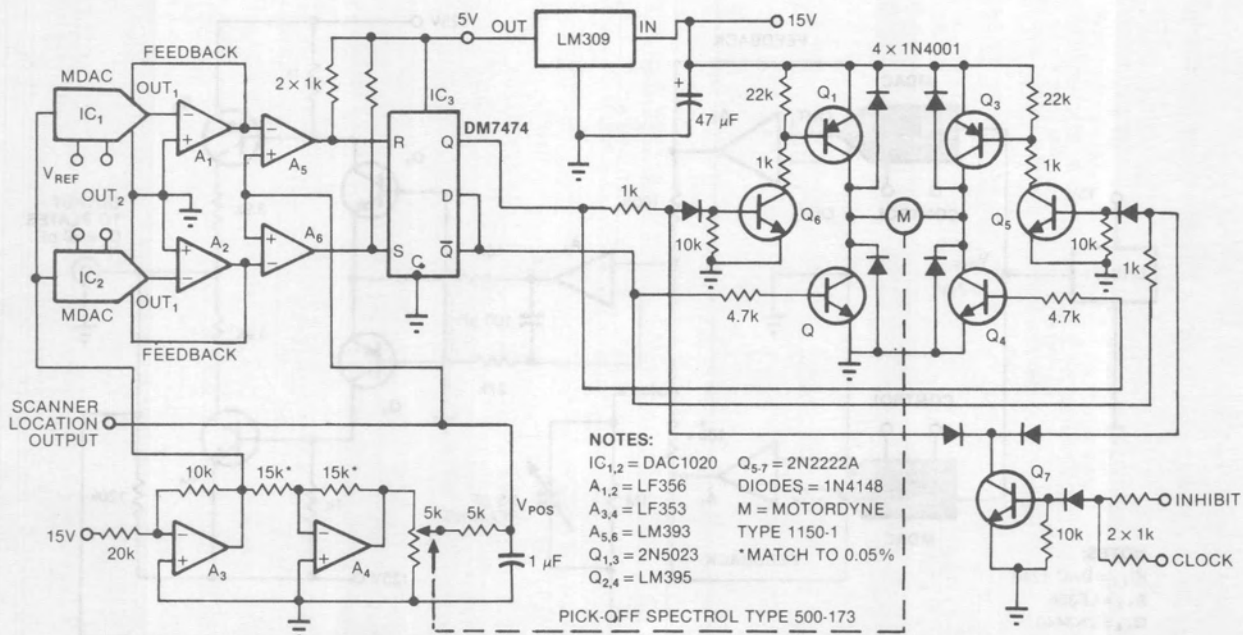 FEEDBACK
MDAC
IC1
OUT1
VREF
OUT2
A1
A5
2 × 1k
5V
OUT
LM309
IN
15V
47 µF
+
IC3
DM7474
R
Q
D
S
Q̅
C
A2
A6
IC2
OUT1
MDAC
FEEDBACK
4 × 1N4001
22k
Q1
Q3
22k
1k
1k
1k
Q6
M
Q5
10k
10k
1k
4.7k
Q
Q4
4.7k
SCANNER
LOCATION
OUTPUT
10k
15k*
15k*
VPOS
5k
5k
15V
20k
A3
A4
1 µF
NOTES:
IC1,2 = DAC1020 Q5-7 = 2N2222A
A1,2 = LF356 DIODES = 1N4148
A3,4 = LF353 M = MOTORDYNE
A5,6 = LM393 TYPE 1150-1
Q1,3 = 2N5023 *MATCH TO 0.05%
Q2,4 = LM395
Q7
INHIBIT
2 × 1k
10k
CLOCK
PICK-OFF SPECTROL TYPE 500-173